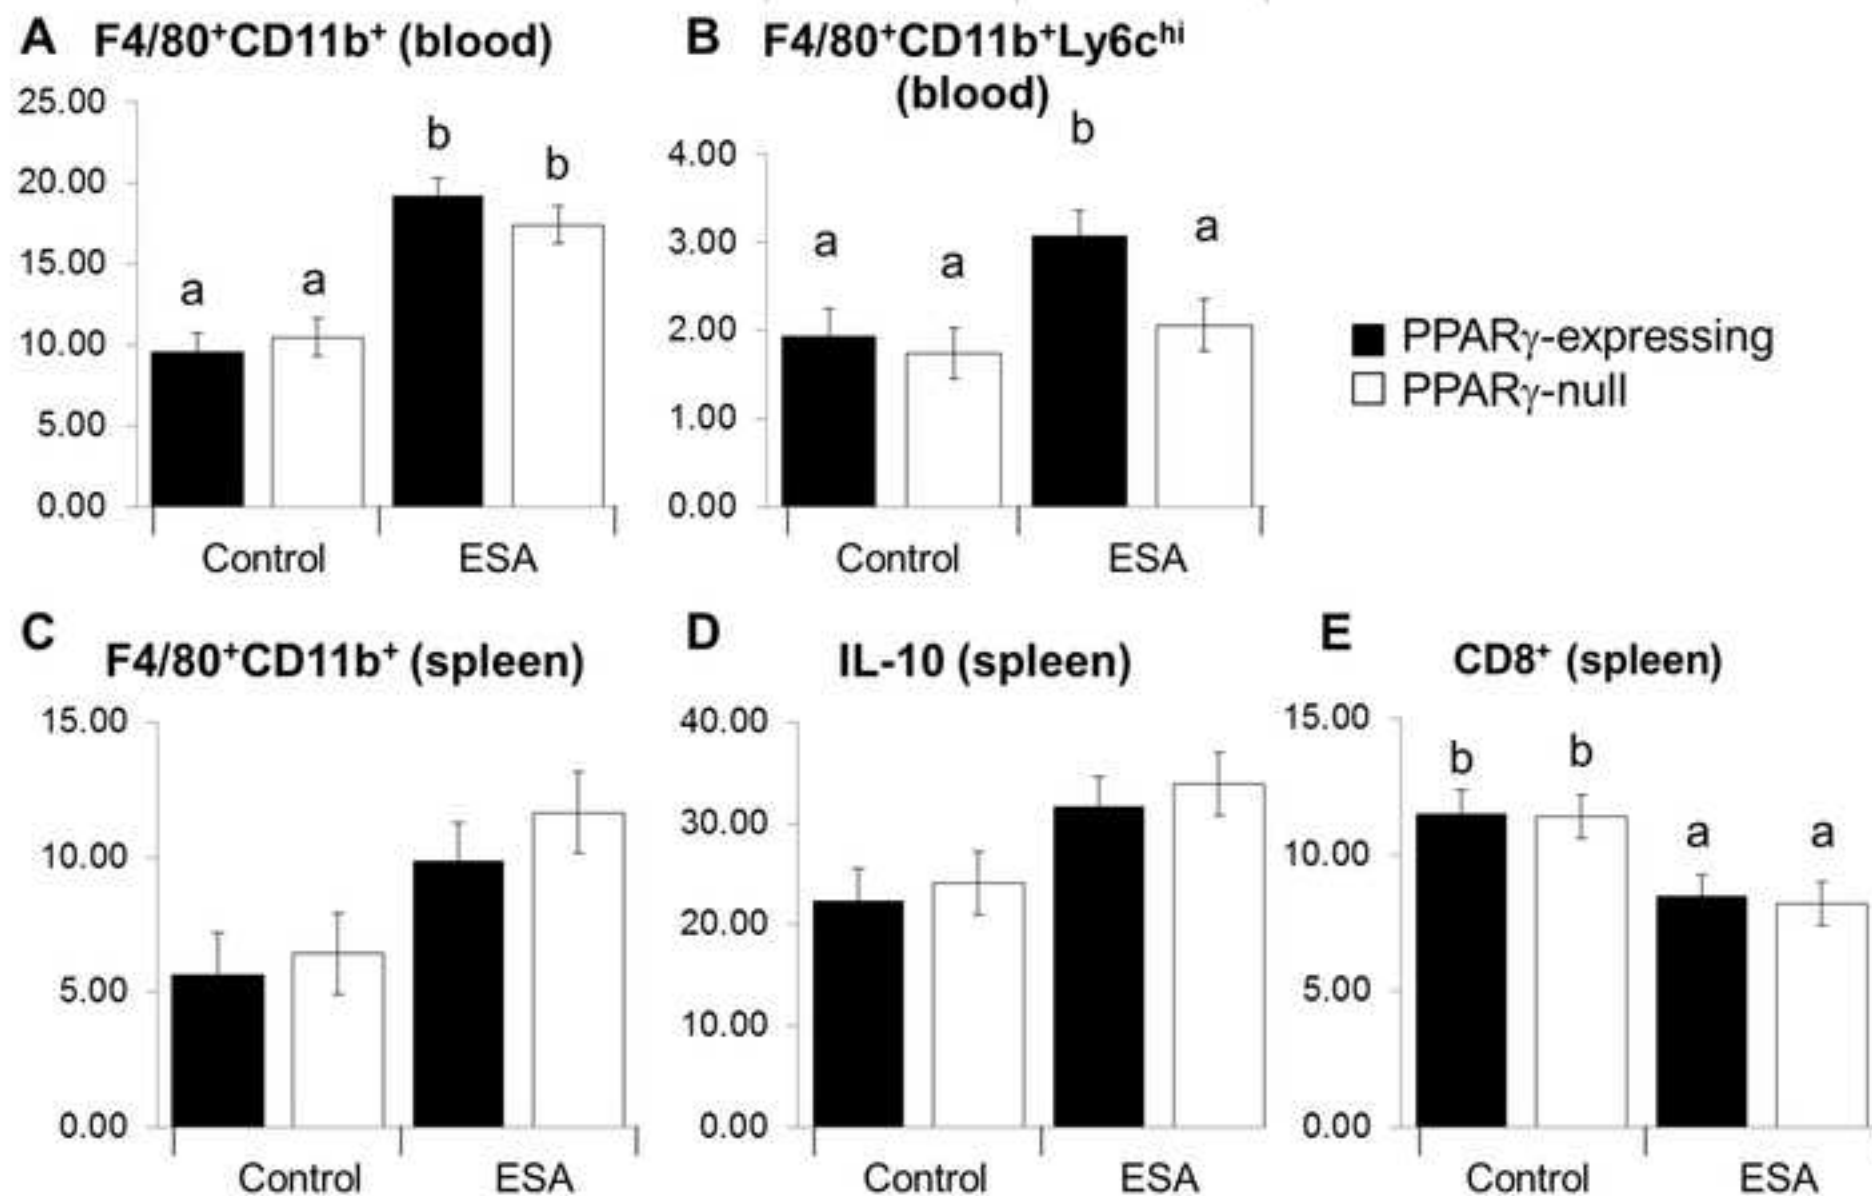 A F4/80⁺CD11b⁺ (blood)
25.00
20.00
15.00
10.00
5.00
0.00
a
a
b
b
Control
ESA
B F4/80⁺CD11b⁺Ly6cʰⁱ
(blood)
4.00
3.00
2.00
1.00
0.00
a
a
b
a
Control
ESA
PPARγ-expressing
PPARγ-null
C F4/80⁺CD11b⁺ (spleen)
15.00
10.00
5.00
0.00
Control
ESA
D IL-10 (spleen)
40.00
30.00
20.00
10.00
0.00
Control
ESA
E CD8⁺ (spleen)
15.00
10.00
5.00
0.00
b
b
a
a
Control
ESA